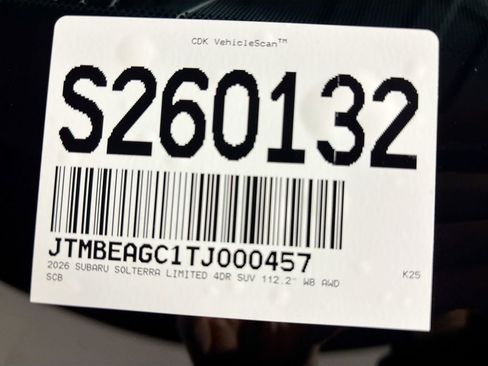 CDK VehicleScan™
S260132
JTMBEAGC1TJ000457
2026 SUBARU SOLTERRA LIMITED 4DR SUV 112.2" WB AWD K25
SCB